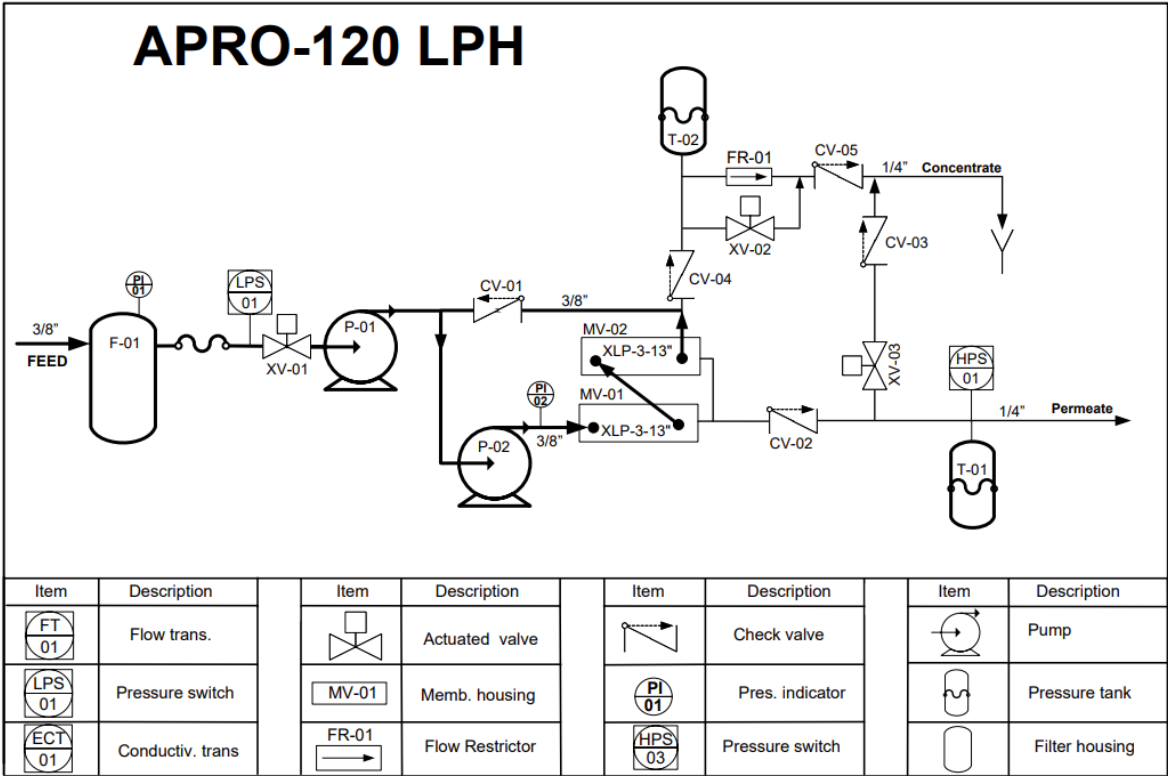 APRO-120 LPH
T-02
FR-01
CV-05
1/4" Concentrate
XV-02
CV-03
CV-04
PI
01
LPS
01
CV-01
3/8"
3/8"
FEED
F-01
XV-01
P-01
MV-02
XLP-3-13"
XV-03
HPS
01
PI
02
MV-01
XLP-3-13"
3/8"
P-02
CV-02
1/4" Permeate
T-01
Item Description Item Description Item Description Item Description
FT
01
Flow trans.
Actuated valve
Check valve
Pump
LPS
01
Pressure switch
MV-01
Memb. housing
PI
01
Pres. indicator
Pressure tank
ECT
01
Conductiv. trans
FR-01
Flow Restrictor
HPS
03
Pressure switch
Filter housing